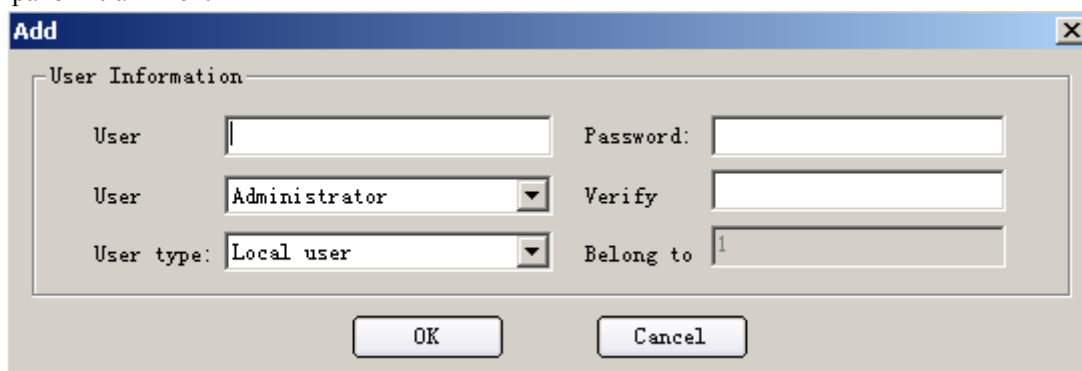 Add
User Information
User Password:
User Administrator Verify
User type: Local user Belong to 1
OK Cancel